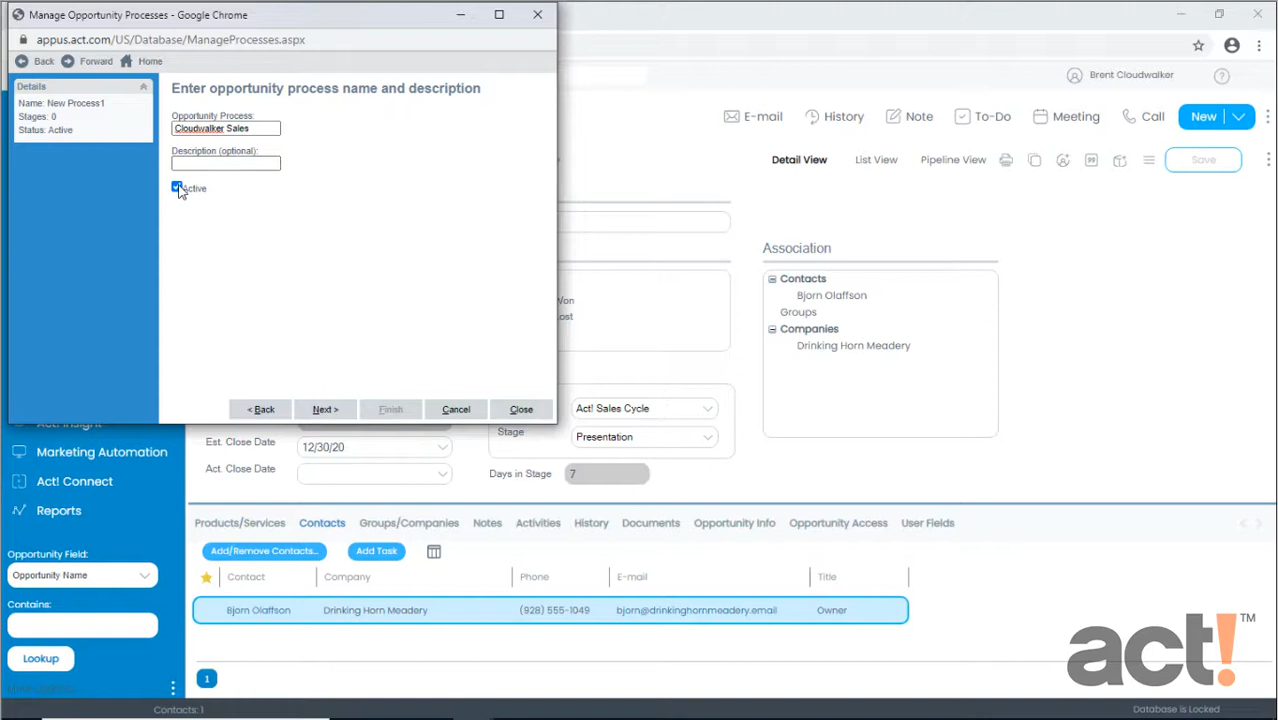 Manage Opportunity Processes - Google Chrome
appus.act.com/US/Database/ManageProcesses.aspx
Back Forward Home
Details
Name: New Process1
Stages: 0
Status: Active
Enter opportunity process name and description
Opportunity Process:
Cloudwalker Sales
Description (optional):
Active
< Back Next > Finish Cancel Close
Brent Cloudwalker
E-mail History Note To-Do Meeting Call New
Detail View List View Pipeline View Save
Association
Contacts
Bjorn Olaffson
Groups
Companies
Drinking Horn Meadery
Won
Lost
Act! Sales Cycle
Stage Presentation
Est. Close Date 12/30/20
Act. Close Date
Days in Stage 7
Act! Insight
Marketing Automation
Act! Connect
Reports
Opportunity Field:
Opportunity Name
Contains:
Lookup
Products/Services Contacts Groups/Companies Notes Activities History Documents Opportunity Info Opportunity Access User Fields
Add/Remove Contacts... Add Task
Contact Company Phone E-mail Title
Bjorn Olaffson Drinking Horn Meadery (928) 555-1049 bjorn@drinkinghornmeadery.email Owner
1
act! TM
Contacts: 1
Database is Locked